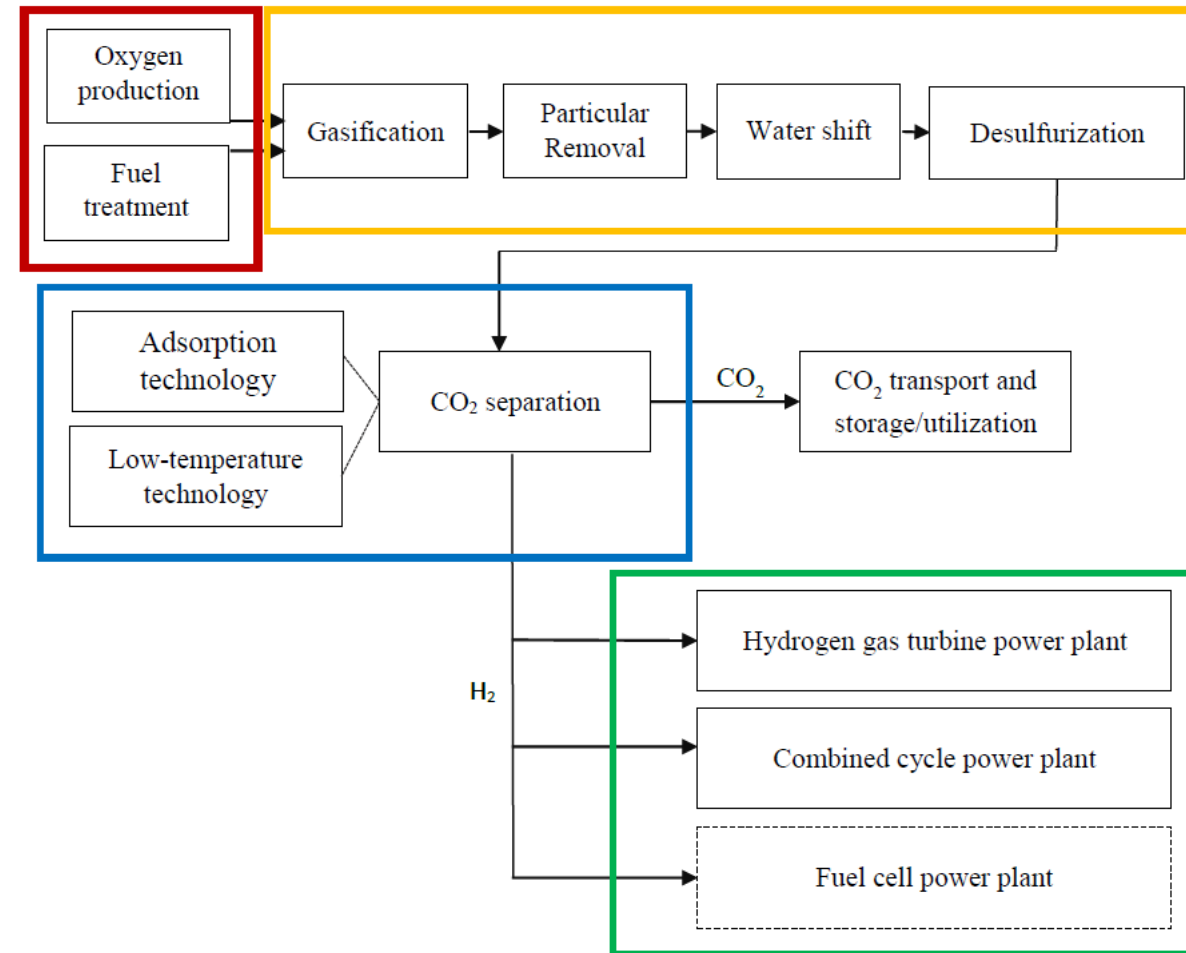 Oxygen
production
Fuel
treatment
Gasification
Particular
Removal
Water shift
Desulfurization
Adsorption
technology
Low-temperature
technology
CO₂ separation
CO₂
CO₂ transport and
storage/utilization
H₂
Hydrogen gas turbine power plant
Combined cycle power plant
Fuel cell power plant